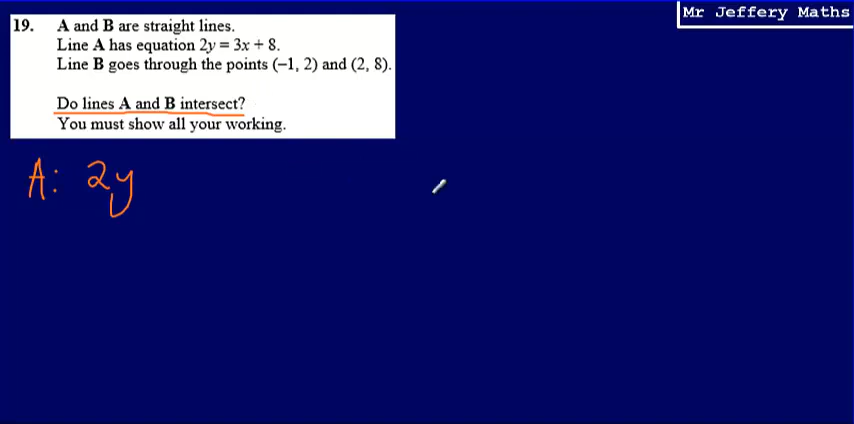 Mr Jeffery Maths
19. A and B are straight lines.
Line A has equation 2y = 3x + 8.
Line B goes through the points (−1, 2) and (2, 8).
Do lines A and B intersect?
You must show all your working.
A: 2y